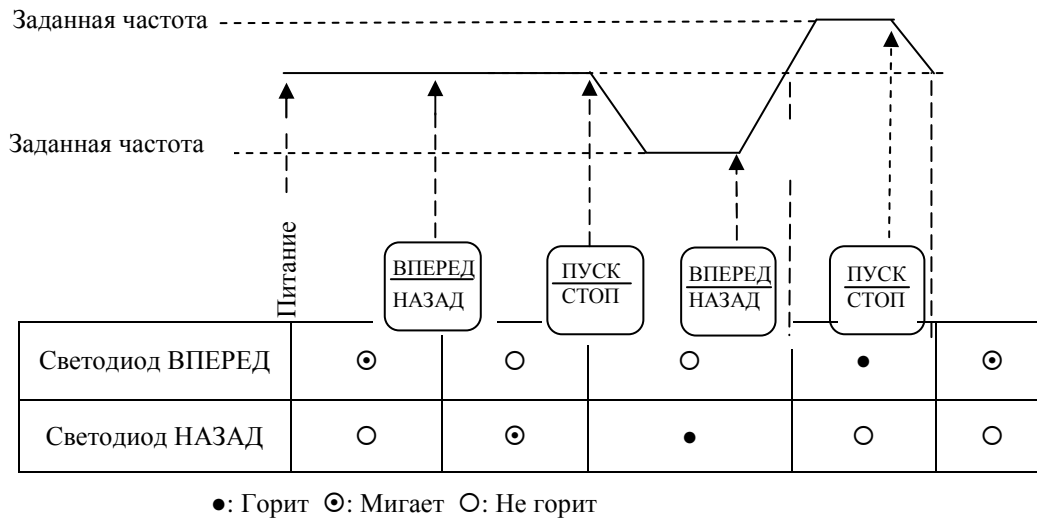 Заданная частота
Заданная частота
Питание
ВПЕРЕД
НАЗАД
ПУСК
СТОП
ВПЕРЕД
НАЗАД
ПУСК
СТОП
Светодиод ВПЕРЕД ⊙ ○ ○ ● ⊙
Светодиод НАЗАД ○ ⊙ ● ○ ○
●: Горит ⊙: Мигает ○: Не горит